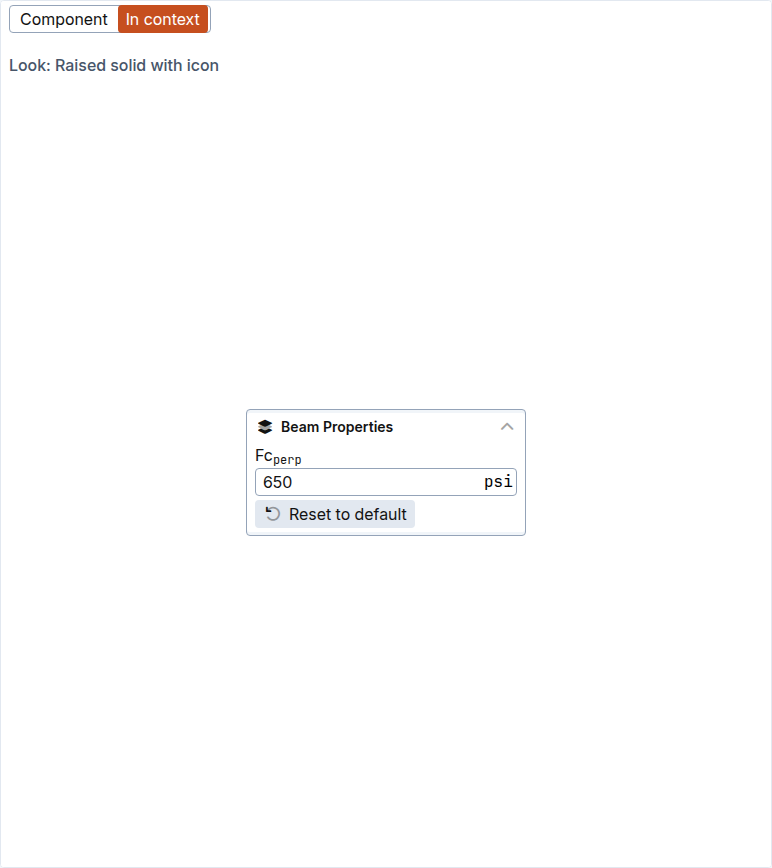 Component In context
Look: Raised solid with icon
Beam Properties
Fcperp
650 psi
Reset to default